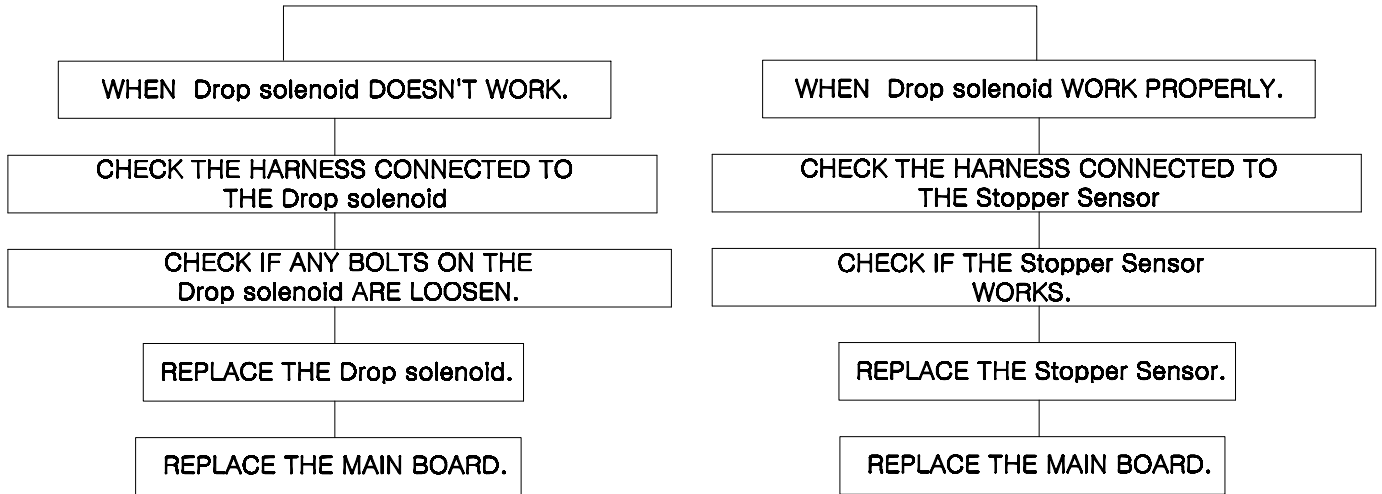 WHEN Drop solenoid DOESN'T WORK.
CHECK THE HARNESS CONNECTED TO
THE Drop solenoid
CHECK IF ANY BOLTS ON THE
Drop solenoid ARE LOOSEN.
REPLACE THE Drop solenoid.
REPLACE THE MAIN BOARD.
WHEN Drop solenoid WORK PROPERLY.
CHECK THE HARNESS CONNECTED TO
THE Stopper Sensor
CHECK IF THE Stopper Sensor
WORKS.
REPLACE THE Stopper Sensor.
REPLACE THE MAIN BOARD.